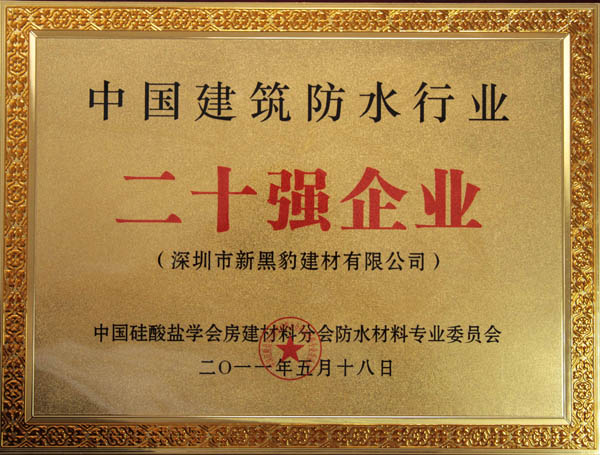 中国建筑防水行业
二十强企业
（深圳市新黑豹建材有限公司）
中国硅酸盐学会房建材料分会防水材料专业委员会
二〇一一年五月十八日